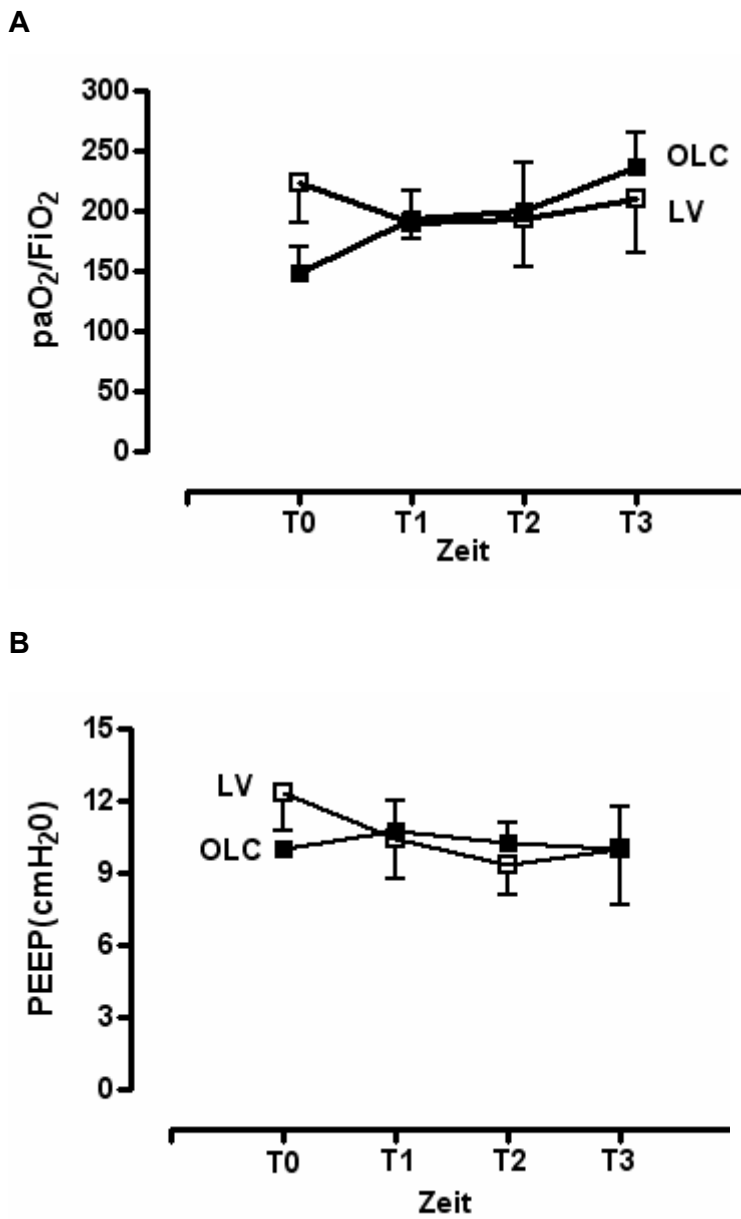 A
300
250
200
150
100
50
0
paO₂/FiO₂
OLC
LV
T0 T1 T2 T3
Zeit
B
15
12
9
6
3
0
PEEP(cmH₂0)
LV
OLC
T0 T1 T2 T3
Zeit